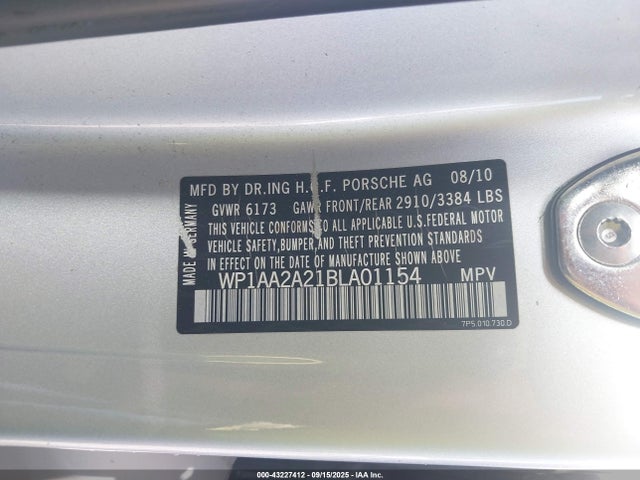 MFD BY DR.ING H.C.F. PORSCHE AG 08/10
GVWR 6173 GAWR FRONT/REAR 2910/3384 LBS
THIS VEHICLE CONFORMS TO ALL APPLICABLE U.S.FEDERAL MOTOR
VEHICLE SAFETY,BUMPER,AND THEFT PREVENTION STANDARDS
IN EFFECT ON THE DATE OF MANUFACTURE SHOWN ABOVE
WP1AA2A21BLA01154 MPV
7P5.010.730.D
MADE IN GERMANY
000-43227412 - 09/15/2025 - IAA Inc.